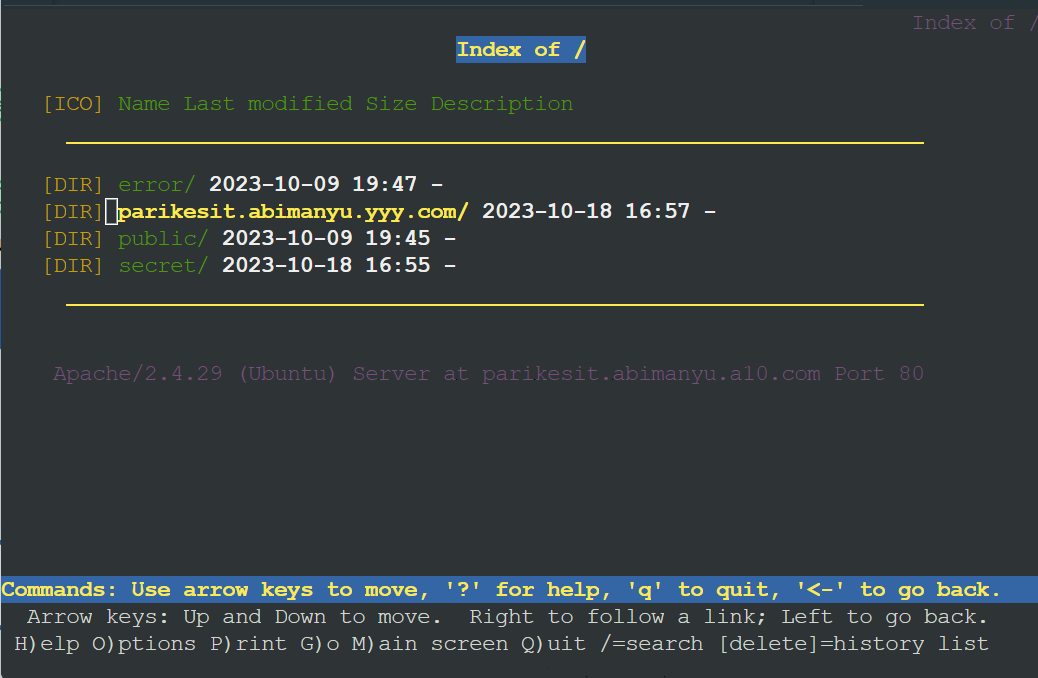 Index of /
Index of /
[ICO] Name Last modified Size Description
[DIR] error/ 2023-10-09 19:47 -
[DIR] parikesit.abimanyu.yyy.com/ 2023-10-18 16:57 -
[DIR] public/ 2023-10-09 19:45 -
[DIR] secret/ 2023-10-18 16:55 -
Apache/2.4.29 (Ubuntu) Server at parikesit.abimanyu.a10.com Port 80
Commands: Use arrow keys to move, '?' for help, 'q' to quit, '<-' to go back.
Arrow keys: Up and Down to move.  Right to follow a link; Left to go back.
H)elp O)ptions P)rint G)o M)ain screen Q)uit /=search [delete]=history list